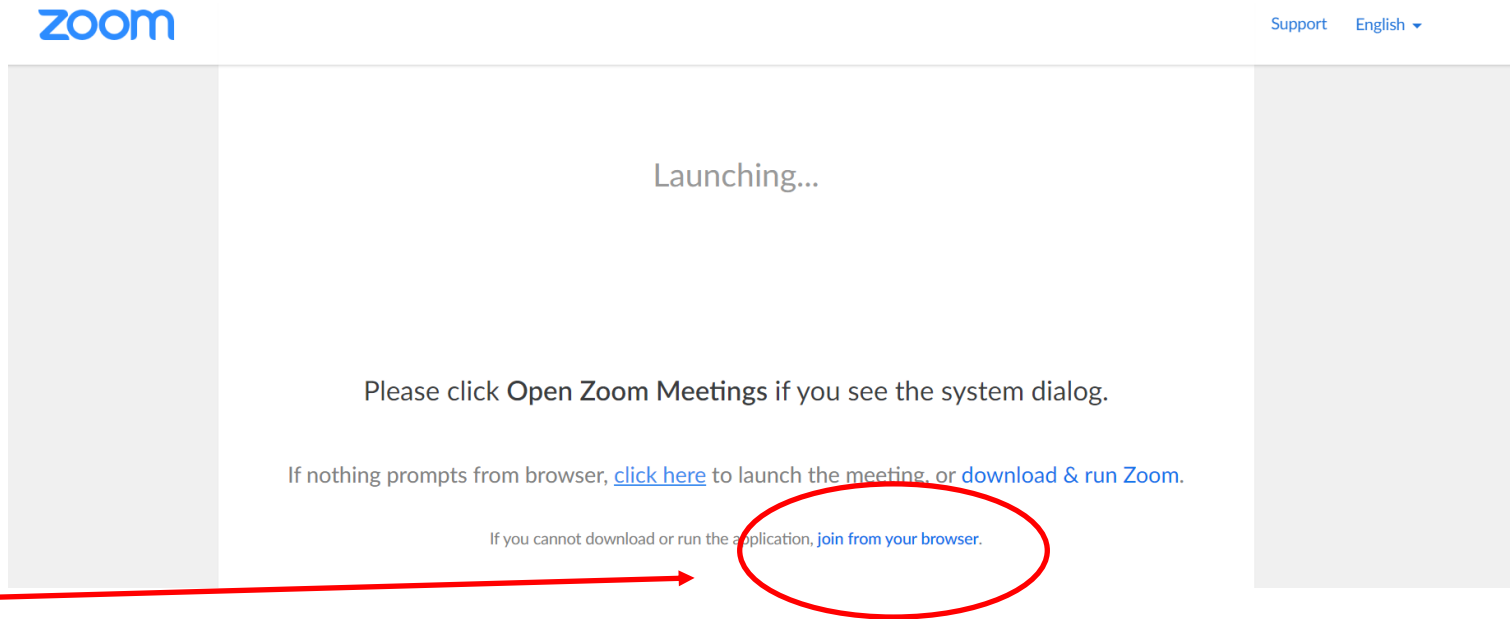 zoom
Support English
Launching...
Please click Open Zoom Meetings if you see the system dialog.
If nothing prompts from browser, click here to launch the meeting, or download & run Zoom.
If you cannot download or run the application, join from your browser.